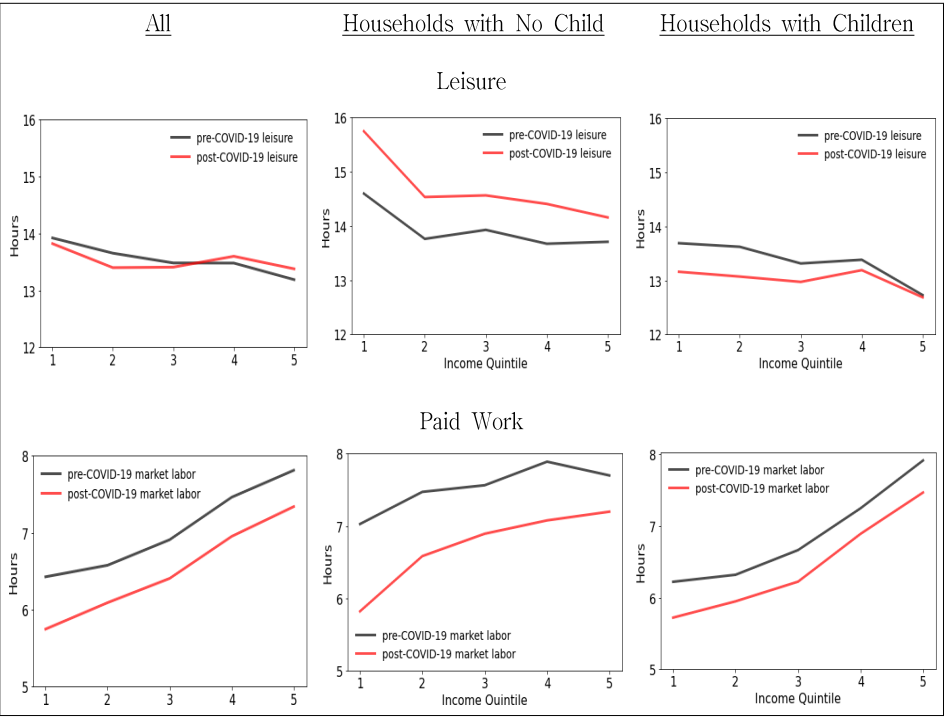 All Households with No Child Households with Children
Leisure
16
15
14
13
12
Hours
pre-COVID-19 leisure
post-COVID-19 leisure
1 2 3 4 5
16
15
14
13
12
Hours
pre-COVID-19 leisure
post-COVID-19 leisure
1 2 3 4 5
Income Quintile
16
15
14
13
12
Hours
pre-COVID-19 leisure
post-COVID-19 leisure
1 2 3 4 5
Income Quintile
Paid Work
8
7
6
5
Hours
pre-COVID-19 market labor
post-COVID-19 market labor
1 2 3 4 5
8
7
6
5
Hours
pre-COVID-19 market labor
post-COVID-19 market labor
1 2 3 4 5
Income Quintile
8
7
6
5
Hours
pre-COVID-19 market labor
post-COVID-19 market labor
1 2 3 4 5
Income Quintile